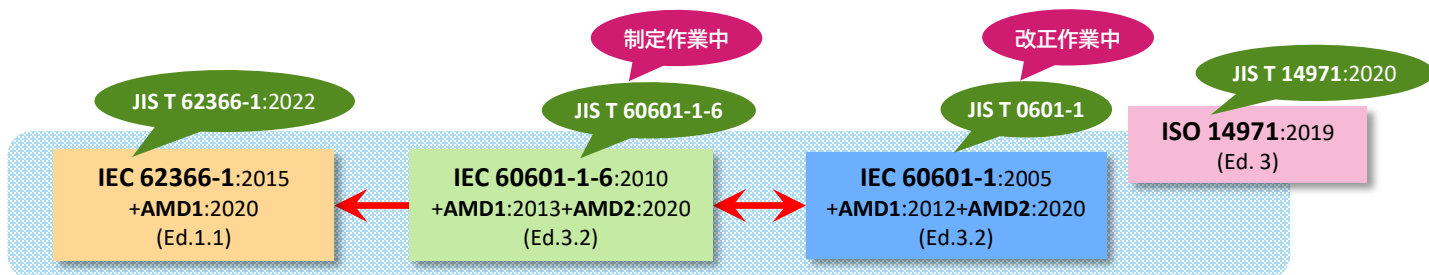 制定作業中
改正作業中
JIS T 62366-1:2022
JIS T 60601-1-6
JIS T 0601-1
JIS T 14971:2020
IEC 62366-1:2015
+AMD1:2020
(Ed.1.1)
IEC 60601-1-6:2010
+AMD1:2013+AMD2:2020
(Ed.3.2)
IEC 60601-1:2005
+AMD1:2012+AMD2:2020
(Ed.3.2)
ISO 14971:2019
(Ed. 3)